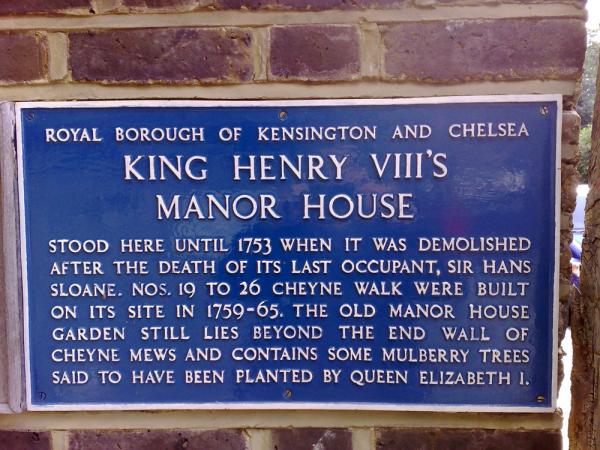 ROYAL BOROUGH OF KENSINGTON AND CHELSEA
KING HENRY VIII'S
MANOR HOUSE
STOOD HERE UNTIL 1753 WHEN IT WAS DEMOLISHED
AFTER THE DEATH OF ITS LAST OCCUPANT, SIR HANS
SLOANE. NOS. 19 TO 26 CHEYNE WALK WERE BUILT
ON ITS SITE IN 1759-65. THE OLD MANOR HOUSE
GARDEN STILL LIES BEYOND THE END WALL OF
CHEYNE MEWS AND CONTAINS SOME MULBERRY TREES
SAID TO HAVE BEEN PLANTED BY QUEEN ELIZABETH I.